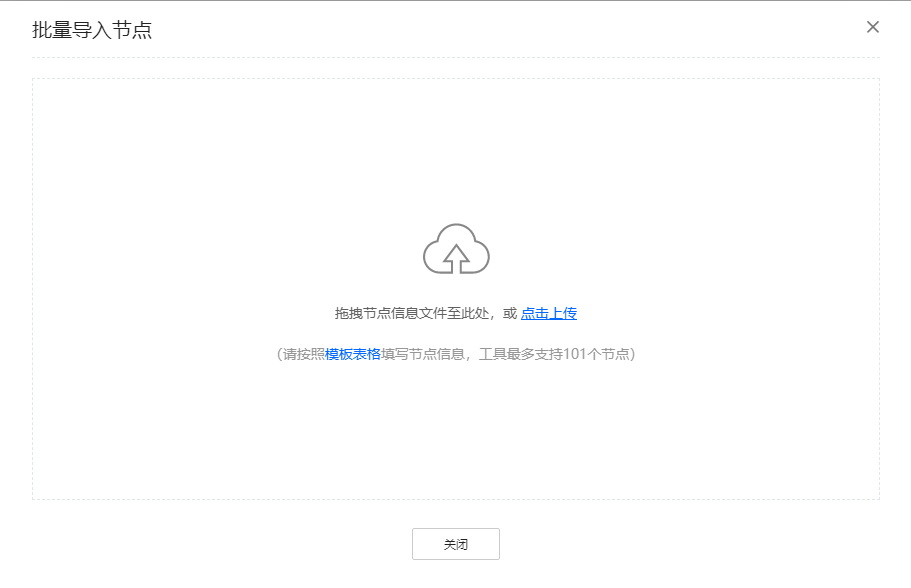 批量导入节点
拖拽节点信息文件至此处，或 点击上传
（请按照模板表格填写节点信息，工具最多支持101个节点）
关闭